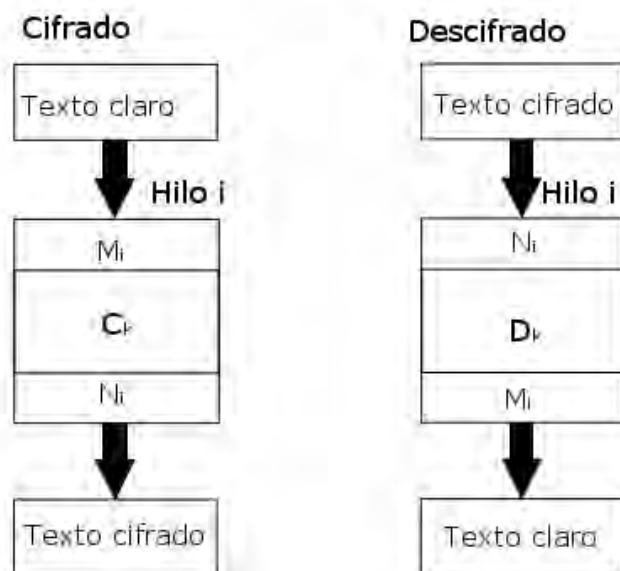 Cifrado
Texto claro
Hilo i
Mi
Ck
Ni
Texto cifrado
Descifrado
Texto cifrado
Hilo i
Ni
Dk
Mi
Texto claro